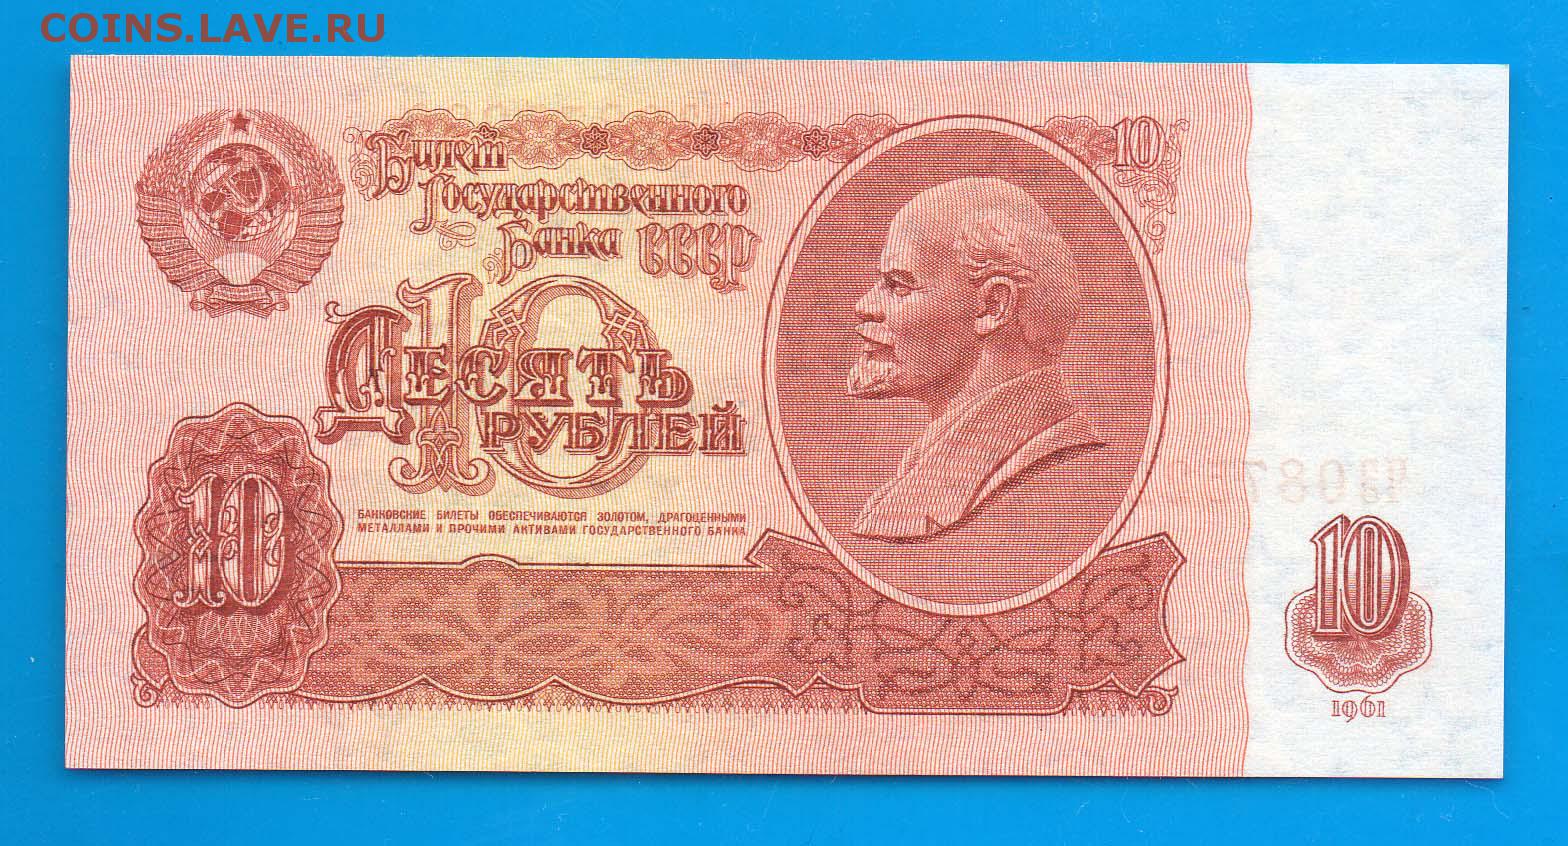 COINS.LAVE.RU
Билет
Государственного
Банка СССР
10
10
Десять
рублей
10
БАНКОВСКИЕ БИЛЕТЫ ОБЕСПЕЧИВАЮТСЯ ЗОЛОТОМ, ДРАГОЦЕННЫМИ
МЕТАЛЛАМИ И ПРОЧИМИ АКТИВАМИ ГОСУДАРСТВЕННОГО БАНКА
10
1961